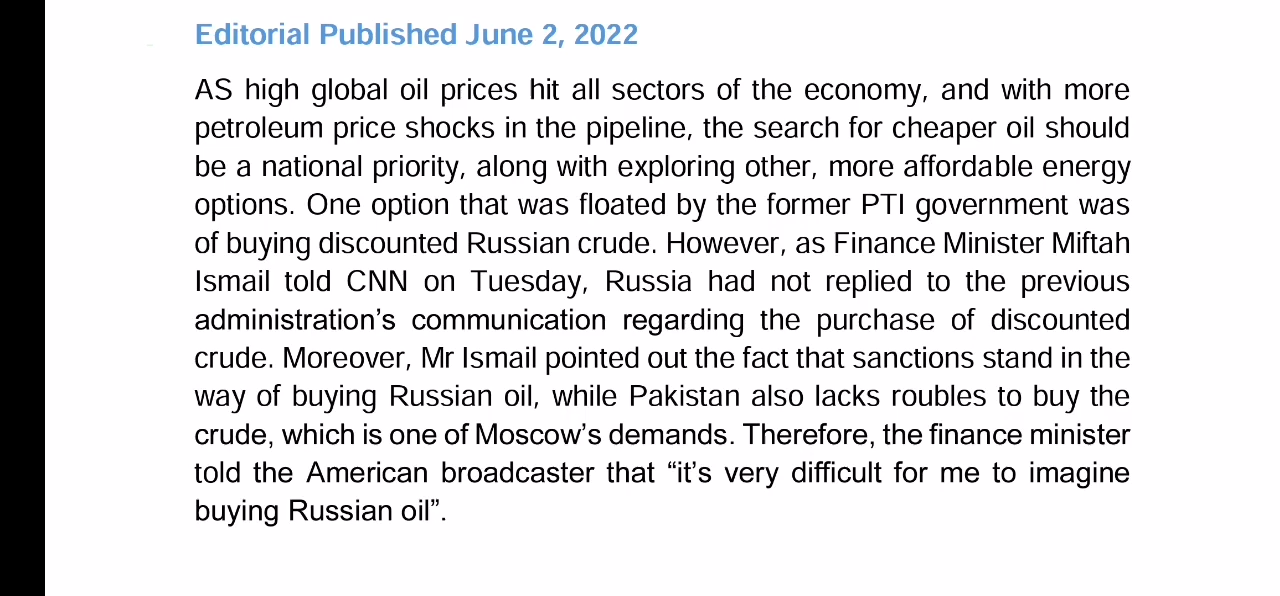 Editorial Published June 2, 2022
AS high global oil prices hit all sectors of the economy, and with more
petroleum price shocks in the pipeline, the search for cheaper oil should
be a national priority, along with exploring other, more affordable energy
options. One option that was floated by the former PTI government was
of buying discounted Russian crude. However, as Finance Minister Miftah
Ismail told CNN on Tuesday, Russia had not replied to the previous
administration’s communication regarding the purchase of discounted
crude. Moreover, Mr Ismail pointed out the fact that sanctions stand in the
way of buying Russian oil, while Pakistan also lacks roubles to buy the
crude, which is one of Moscow’s demands. Therefore, the finance minister
told the American broadcaster that “it’s very difficult for me to imagine
buying Russian oil”.